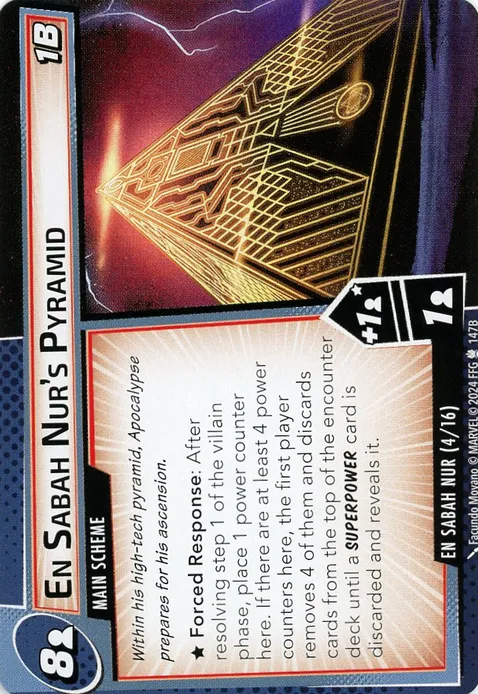 EN SABAH NUR'S PYRAMID
1B
8
MAIN SCHEME
Within his high-tech pyramid, Apocalypse
prepares for his ascension.
★ Forced Response: After
resolving step 1 of the villain
phase, place 1 power counter
here. If there are at least 4 power
counters here, the first player
removes 4 of them and discards
cards from the top of the encounter
deck until a SUPERPOWER card is
discarded and reveals it.
+1
1
EN SABAH NUR (4/16)
Facundo Moyano © MARVEL © 2024 FFG 147B